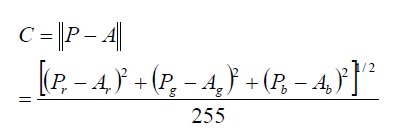 C = ‖P − A‖
= [(P_r − A_r)² + (P_g − A_g)² + (P_b − A_b)²]^{1/2} / 255